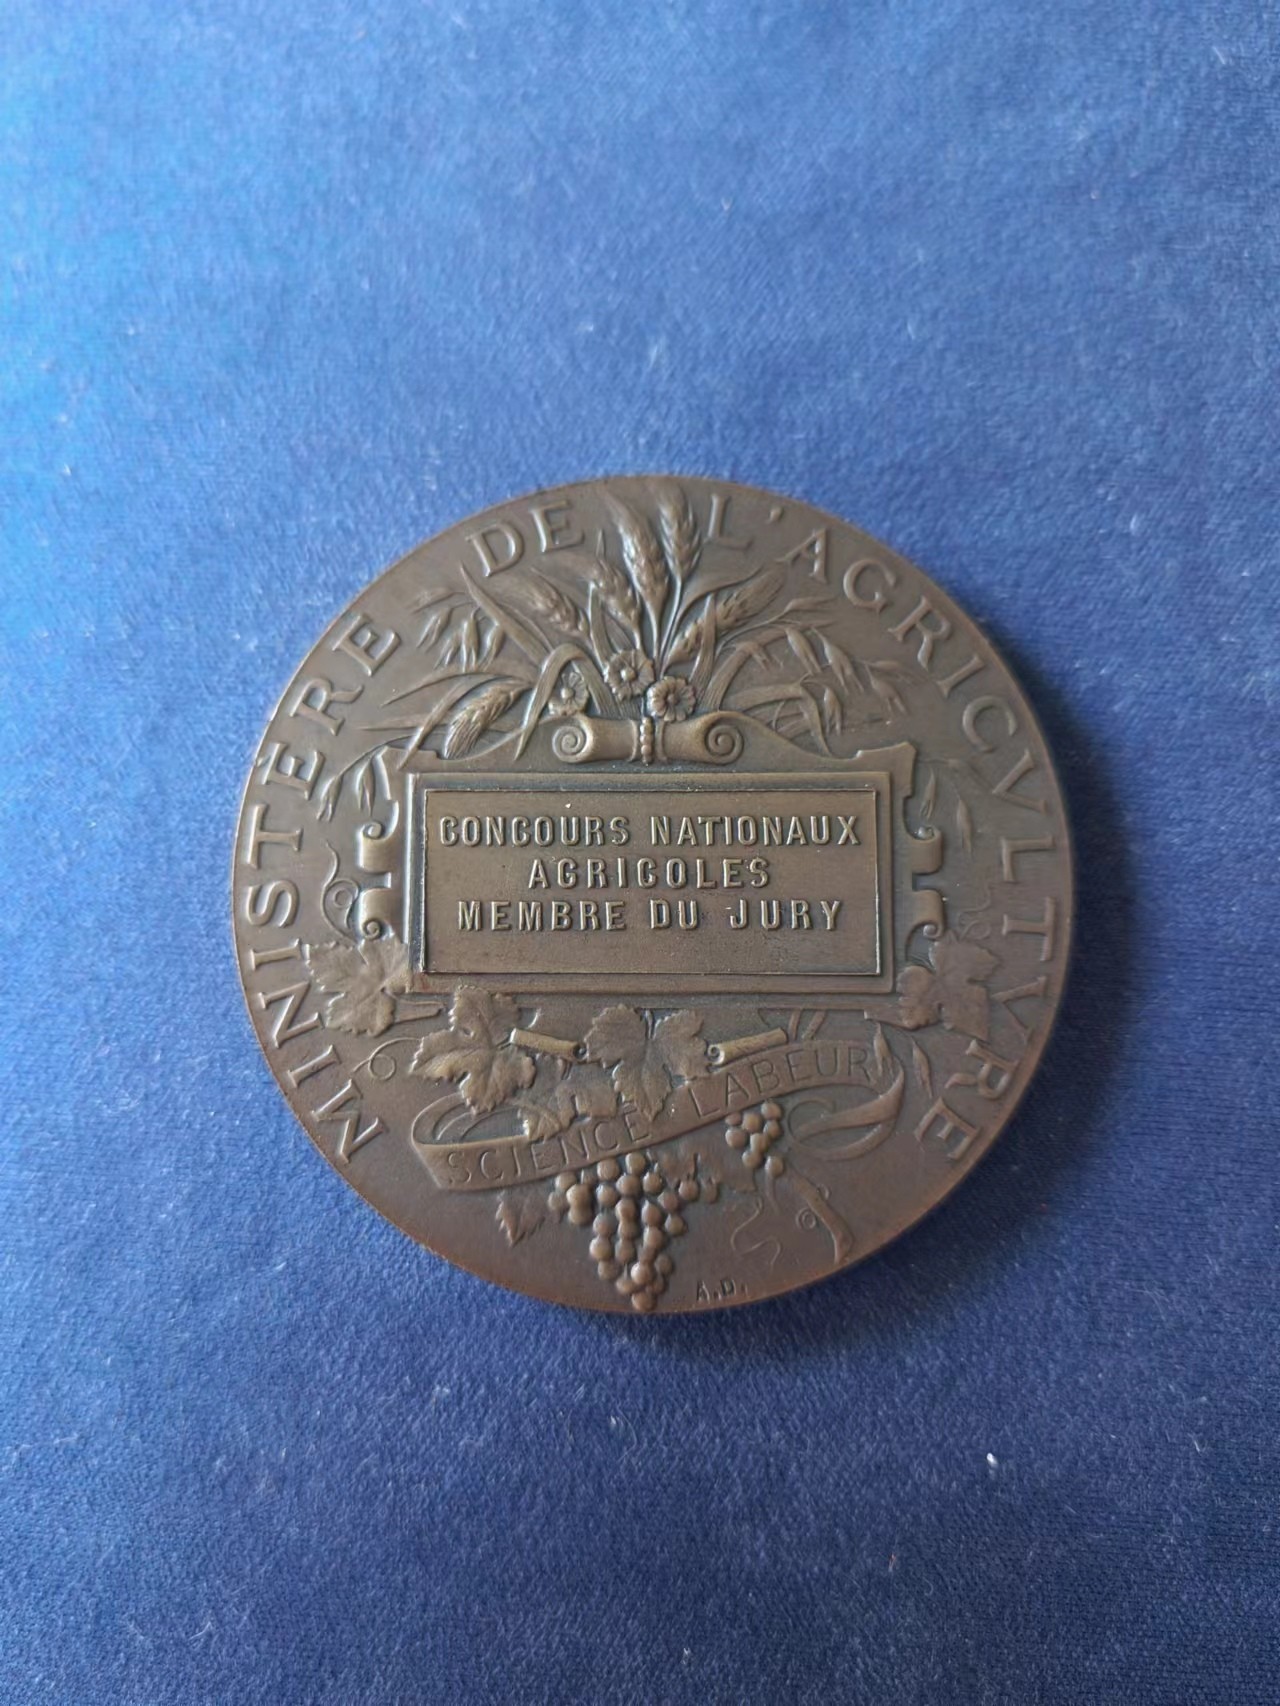 MINISTÈRE DE L'AGRICVLTVRE
CONCOURS NATIONAUX
AGRICOLES
MEMBRE DU JURY
SCIENCE LABEUR
A.D.